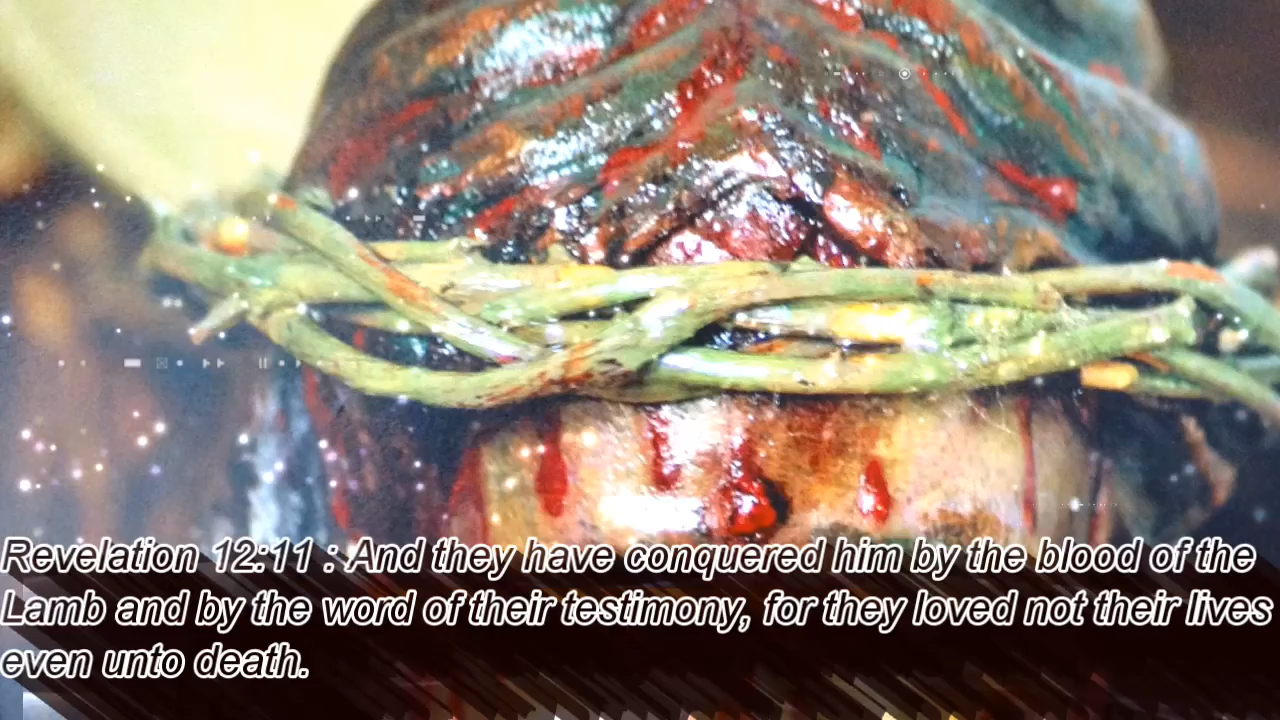 Revelation 12:11 : And they have conquered him by the blood of the
Lamb and by the word of their testimony, for they loved not their lives
even unto death.